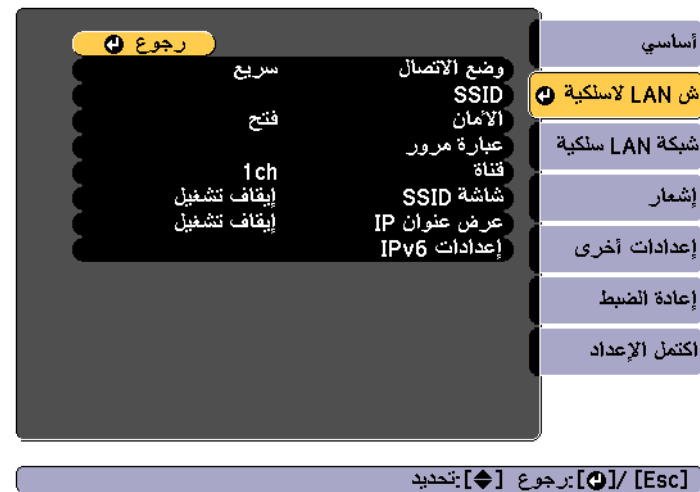 أساسي
ش LAN لاسلكية
شبكة LAN سلكية
إشعار
إعدادات أخرى
إعادة الضبط
اكتمل الإعداد
رجوع
وضع الاتصال سريع
SSID
الأمان فتح
عبارة مرور
قناة 1ch
شاشة SSID إيقاف تشغيل
عرض عنوان IP إيقاف تشغيل
إعدادات IPv6
[Esc] /[]:رجوع []:تحديد